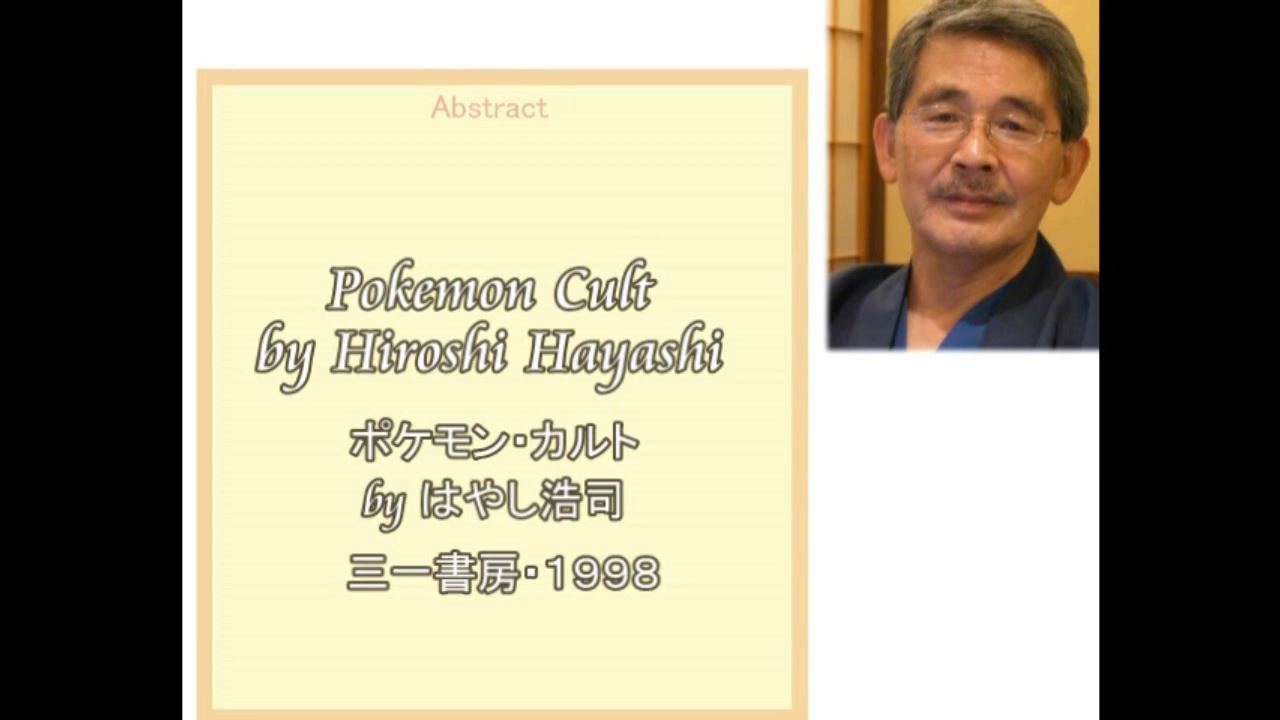 Abstract
Pokemon Cult
by Hiroshi Hayashi
ポケモン・カルト
by はやし浩司
三一書房・1998